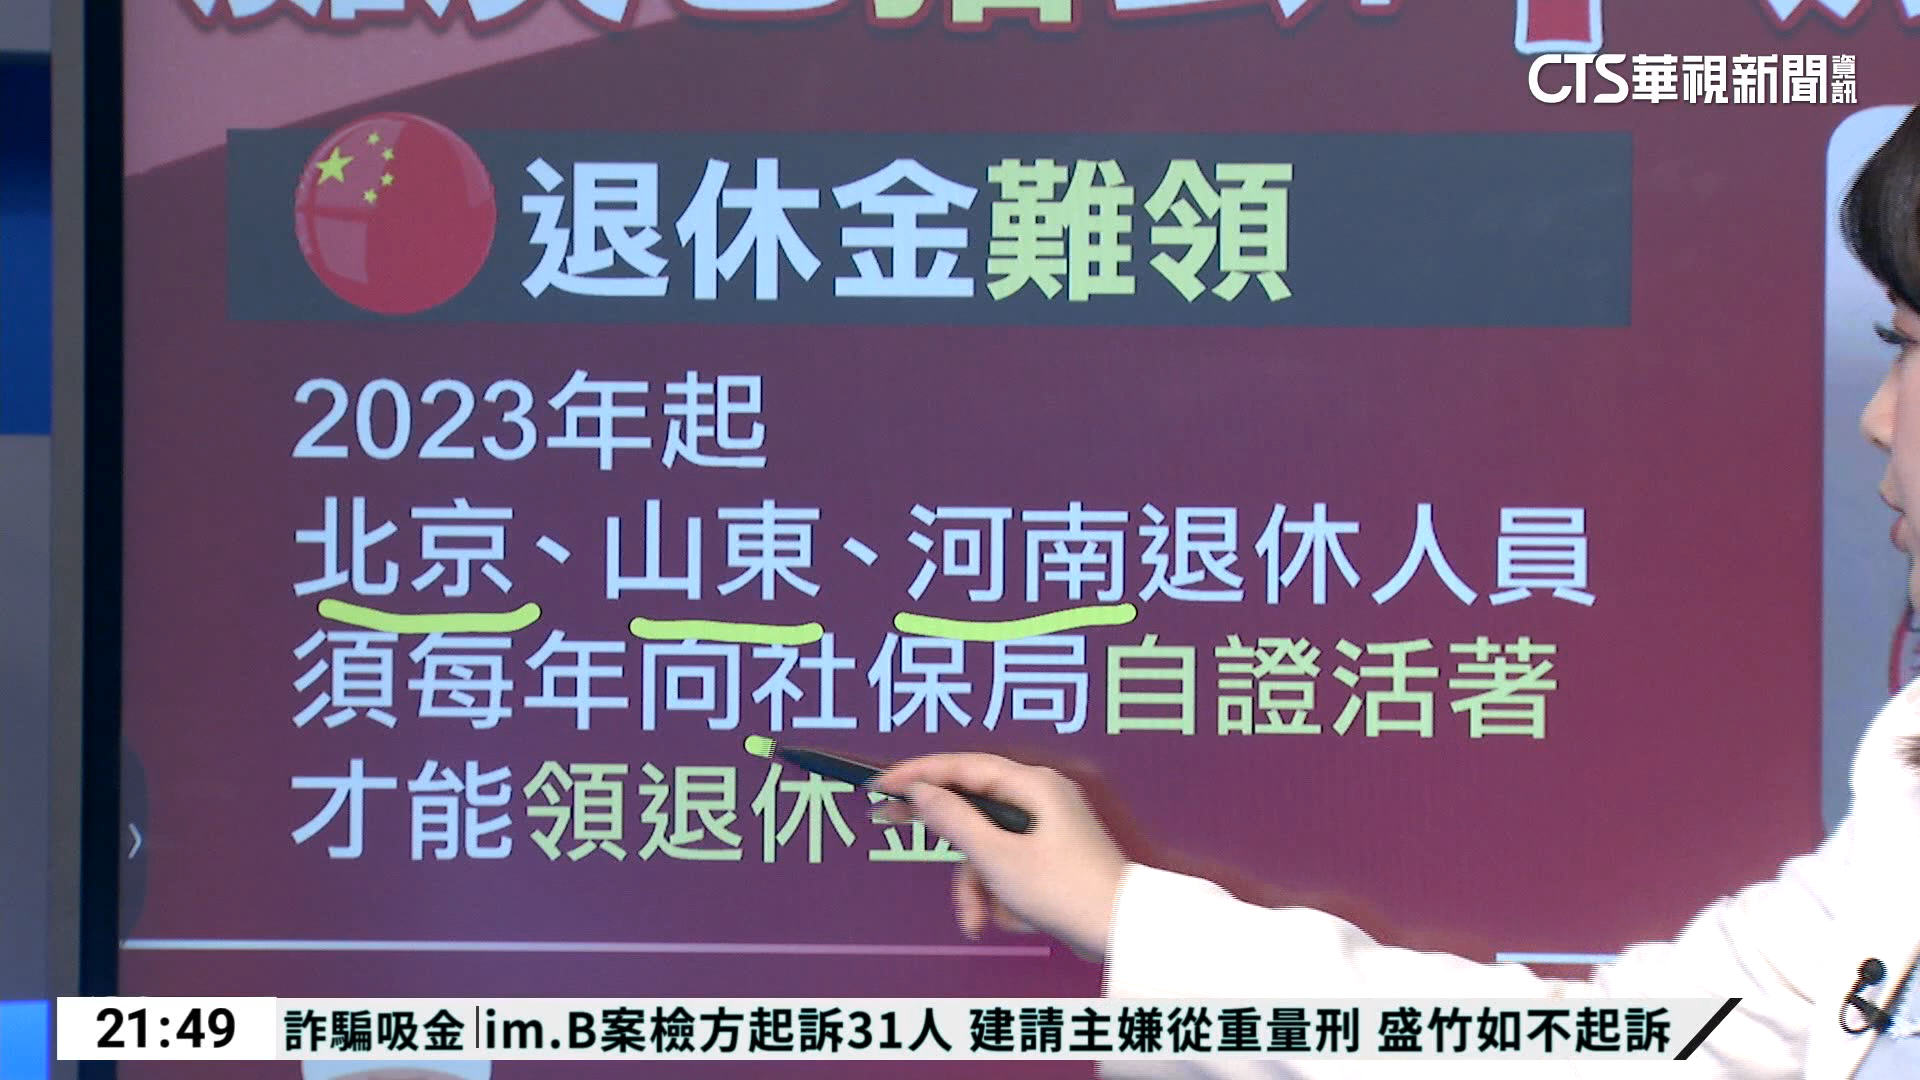 CTS華視新聞資訊
退休金難領
2023年起
北京、山東、河南退休人員
須每年向社保局自證活著
才能領退休金
21:49 詐騙吸金 im.B案檢方起訴31人 建請主嫌從重量刑 盛竹如不起訴